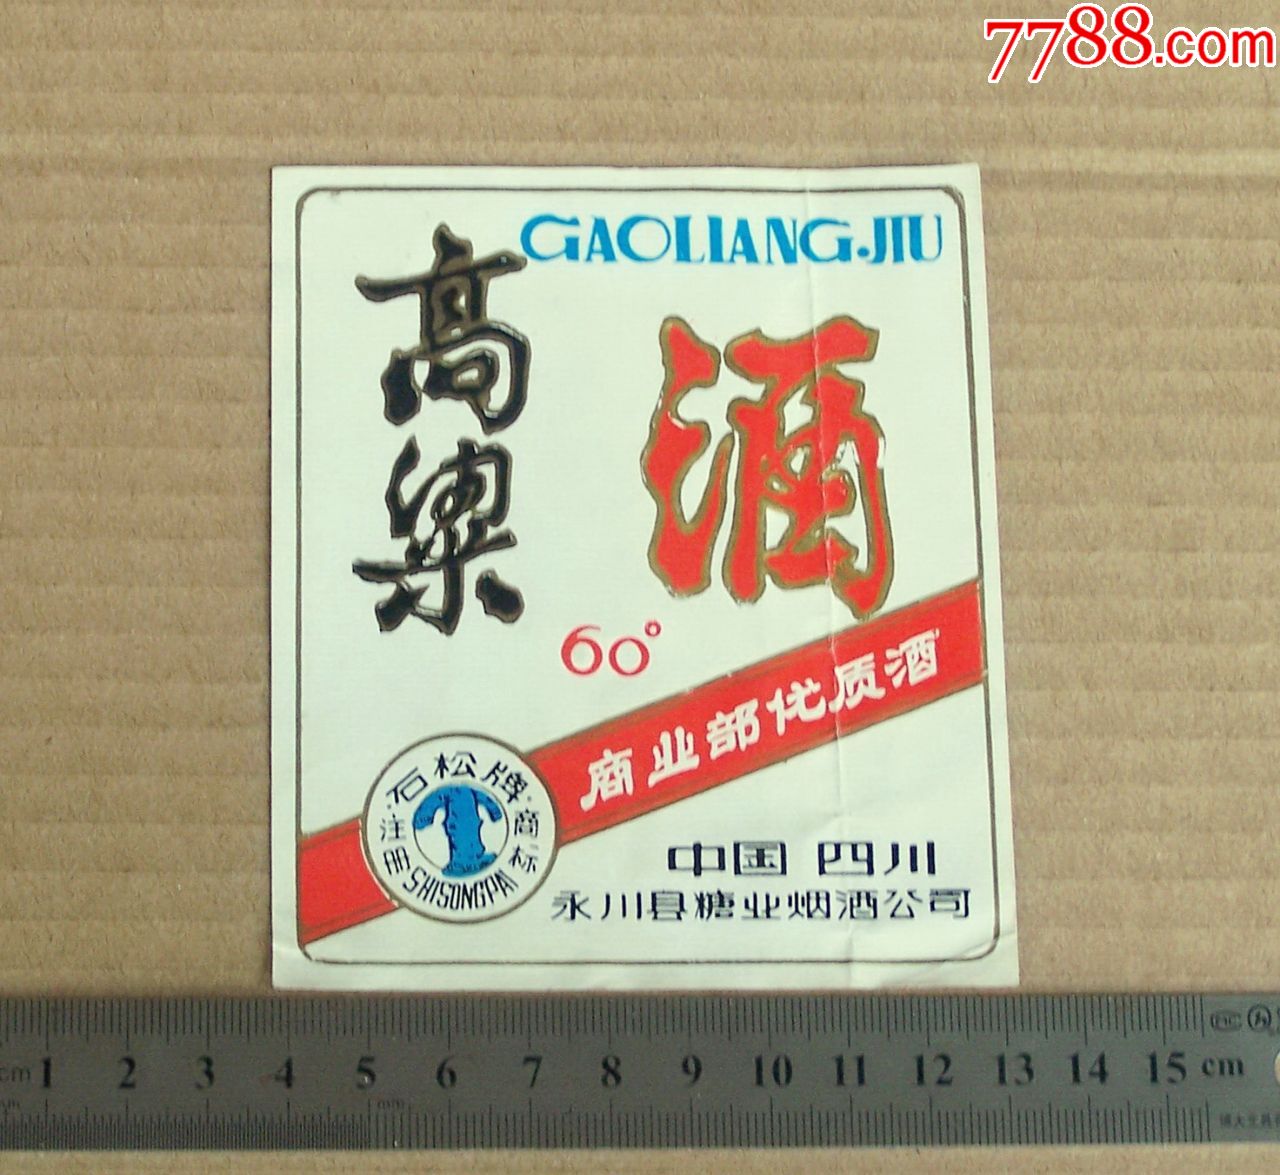 7788.com
GAOLIANGJIU
高粱
酒
60°
商业部优质酒
石松牌
注册
商标
SHISONGPAI
中国 四川
永川县糖业烟酒公司
cm 1 2 3 4 5 6 7 8 9 10 11 12 13 14 15 cm